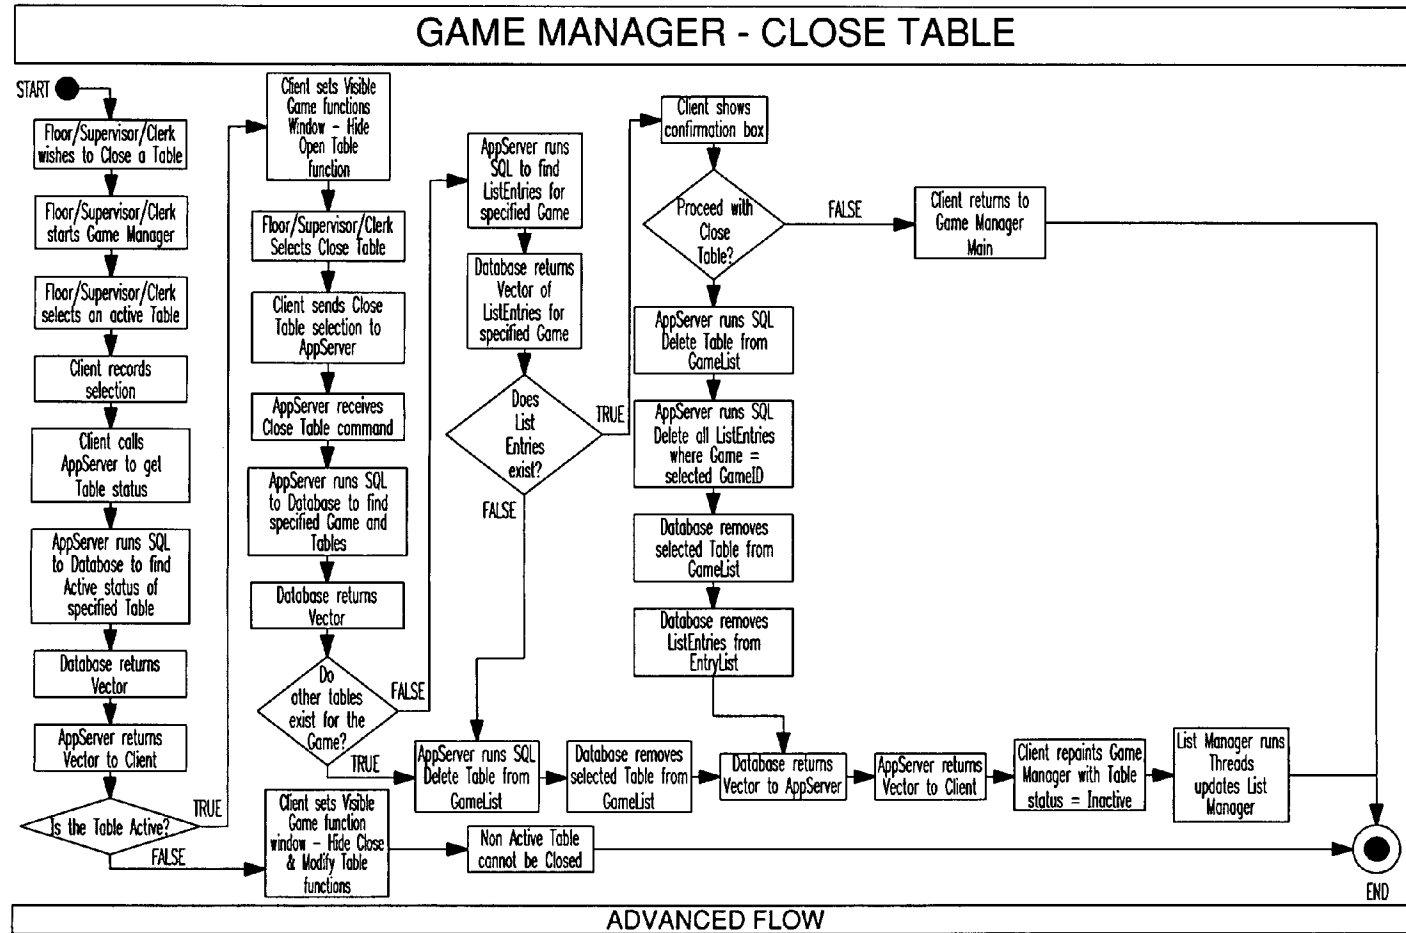 GAME MANAGER - CLOSE TABLE
START
Floor/Supervisor/Clerk
wishes to Close a Table
Floor/Supervisor/Clerk
starts Game Manager
Floor/Supervisor/Clerk
selects an active Table
Client records
selection
Client calls
AppServer to get
Table status
AppServer runs SQL
to Database to find
Active status of
specified Table
Database returns
Vector
AppServer returns
Vector to Client
Is the Table Active?
TRUE
FALSE
Client sets Visible
Game functions
Window - Hide
Open Table
function
Floor/Supervisor/Clerk
Selects Close Table
Client sends Close
Table selection to
AppServer
AppServer receives
Close Table command
AppServer runs SQL
to Database to find
specified Game and
Tables
Database returns
Vector
Do
other tables
exist for the
Game?
FALSE
TRUE
Client sets Visible
Game function
window - Hide Close
& Modify Table
functions
AppServer runs
SQL to find
ListEntries for
specified Game
Database returns
Vector of
ListEntries for
specified Game
Does
List
Entries
exist?
TRUE
FALSE
AppServer runs SQL
Delete Table from
GameList
Database removes
selected Table from
GameList
Non Active Table
cannot be Closed
Client shows
confirmation box
Proceed with
Close
Table?
FALSE
Client returns to
Game Manager
Main
AppServer runs SQL
Delete Table from
GameList
AppServer runs SQL
Delete all ListEntries
where Game =
selected GameID
Database removes
selected Table from
GameList
Database removes
ListEntries from
EntryList
Database returns
Vector to AppServer
AppServer returns
Vector to Client
Client repaints Game
Manager with Table
status = Inactive
List Manager runs
Threads
updates List
Manager
END
ADVANCED FLOW